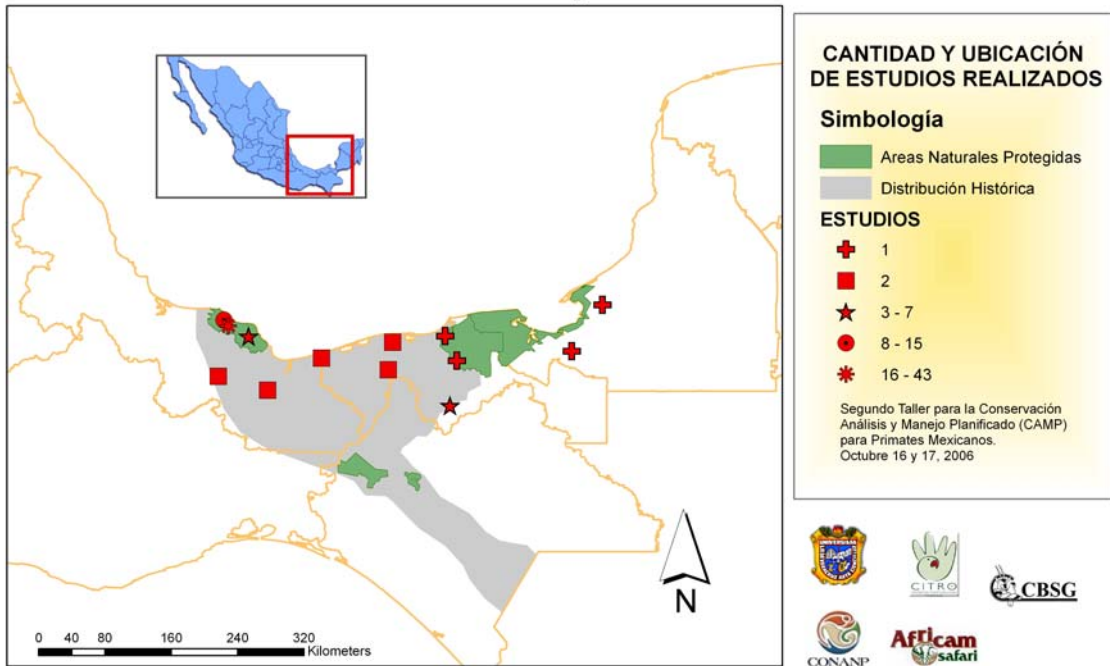 CANTIDAD Y UBICACIÓN
DE ESTUDIOS REALIZADOS
Simbología
Areas Naturales Protegidas
Distribución Histórica
ESTUDIOS
1
2
3 - 7
8 - 15
16 - 43
Segundo Taller para la Conservación
Análisis y Manejo Planificado (CAMP)
para Primates Mexicanos.
Octubre 16 y 17, 2006
N
0 40 80 160 240 320
Kilometers
CITRO
CBSG
CONANP
Africam
safari